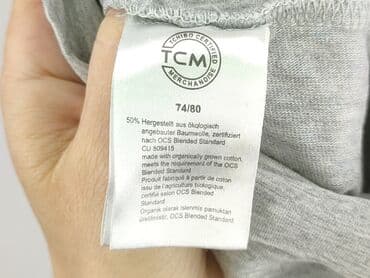 TCHIBO CERTIFIED
TCM
MERCHANDISE
74/80
50% Hergestellt aus ökologisch
angebauter Baumwolle, zertifiziert
nach OCS Blended Standard
CU 809415
made with organically grown cotton,
meets the requirement of the OCS
Blended Standard
Produit fabriqué à partir de coton
issu de l'agriculture biologique,
certifié selon OCS Blended
Standard
Organik olarak islenmis pamuktan
üretilmistir. OCS Blended Standard